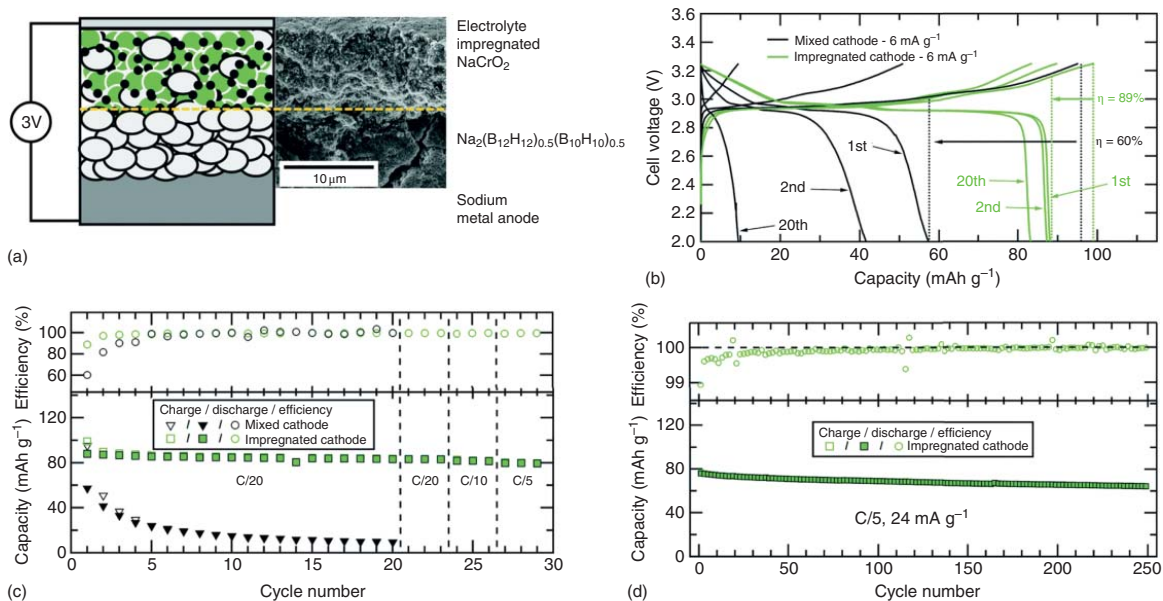 3V
Electrolyte
impregnated
NaCrO₂
Na₂(B₁₂H₁₂)₀.₅(B₁₀H₁₀)₀.₅
10 μm
Sodium
metal anode
(a)
3.6
3.4
3.2
3.0
2.8
2.6
2.4
2.2
2.0
Cell voltage (V)
Mixed cathode - 6 mA g⁻¹
Impregnated cathode - 6 mA g⁻¹
η = 89%
η = 60%
1st
2nd
20th
20th
2nd
1st
0 20 40 60 80 100
Capacity (mAh g⁻¹)
(b)
Efficiency (%)
100
80
60
Capacity (mAh g⁻¹)
120
80
40
0
Charge / discharge / efficiency
/ / Mixed cathode
/ / Impregnated cathode
C/20 C/20 C/10 C/5
0 5 10 15 20 25 30
Cycle number
(c)
Efficiency (%)
100
99
Capacity (mAh g⁻¹)
120
80
40
0
Charge / discharge / efficiency
/ / Impregnated cathode
C/5, 24 mA g⁻¹
0 50 100 150 200 250
Cycle number
(d)